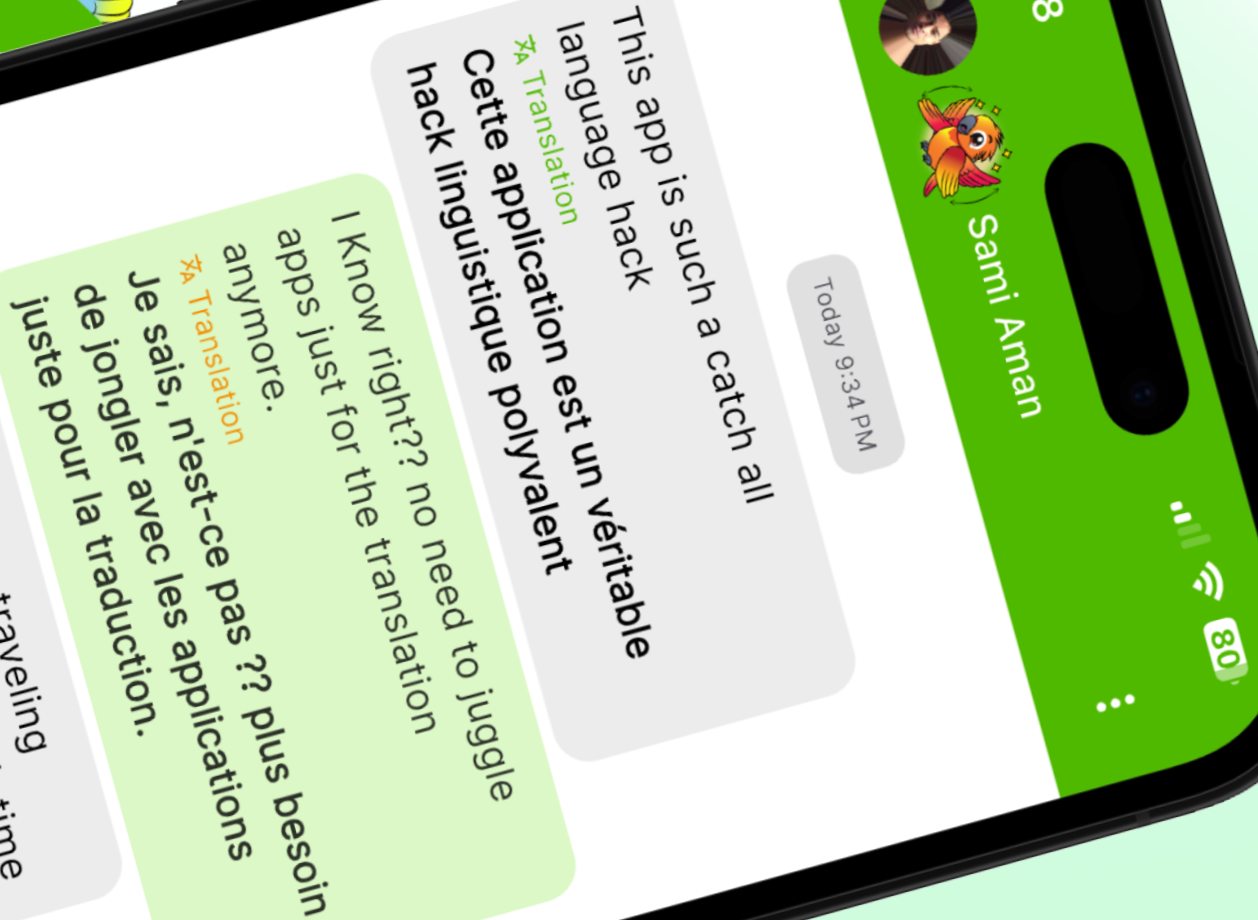 8
80
Sami Aman
Today 9:34 PM
This app is such a catch all
language hack
Translation
Cette application est un véritable
hack linguistique polyvalent
I Know right?? no need to juggle
apps just for the translation
anymore.
Translation
Je sais, n'est-ce pas ?? plus besoin
de jongler avec les applications
juste pour la traduction.
traveling
time